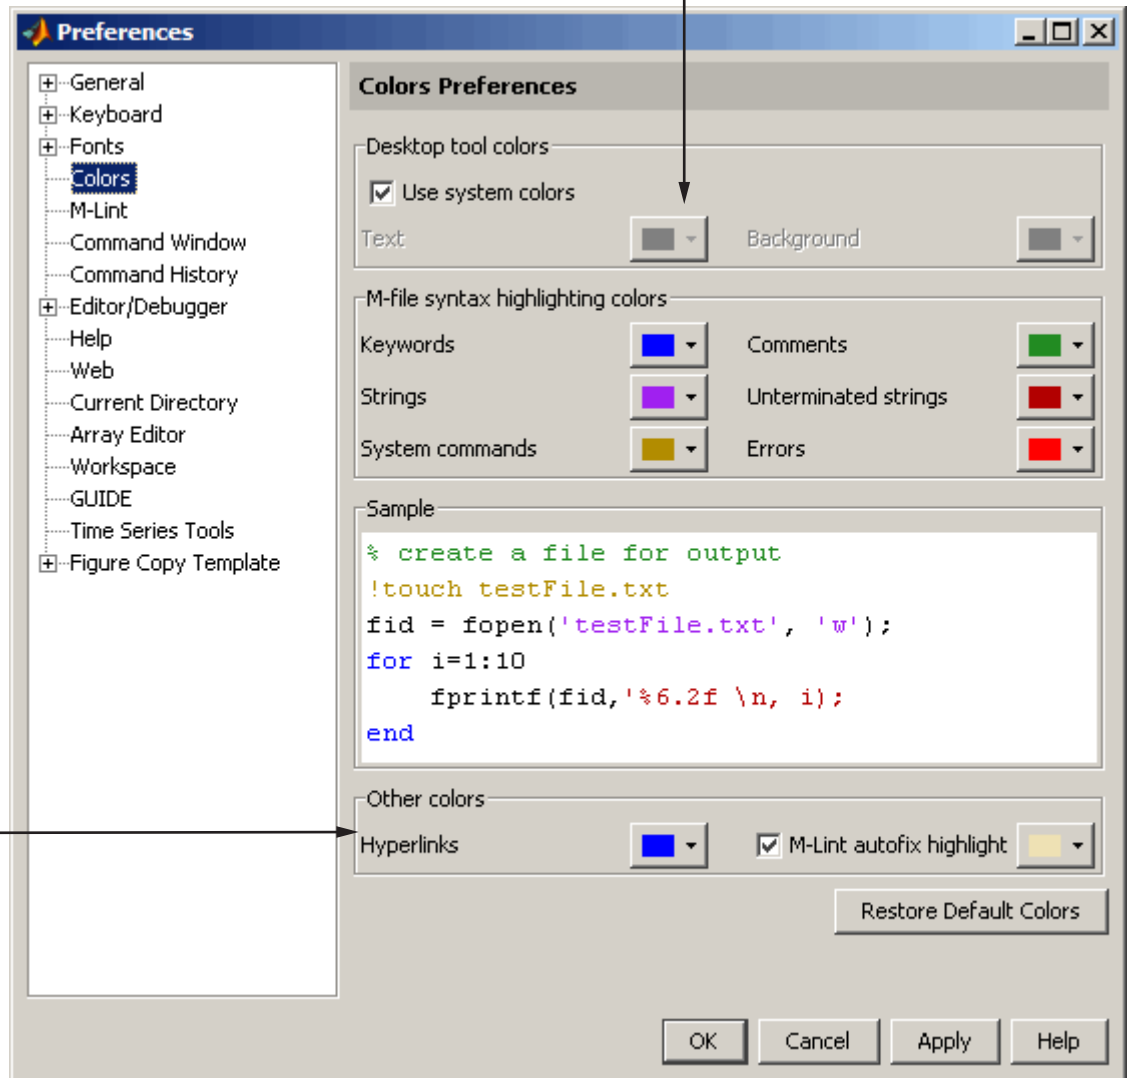 Preferences
General
Keyboard
Fonts
Colors
M-Lint
Command Window
Command History
Editor/Debugger
Help
Web
Current Directory
Array Editor
Workspace
GUIDE
Time Series Tools
Figure Copy Template
Colors Preferences
Desktop tool colors
Use system colors
Text Background
M-file syntax highlighting colors
Keywords Comments
Strings Unterminated strings
System commands Errors
Sample
% create a file for output
!touch testFile.txt
fid = fopen('testFile.txt', 'w');
for i=1:10
fprintf(fid,'%6.2f \n, i);
end
Other colors
Hyperlinks M-Lint autofix highlight
Restore Default Colors
OK Cancel Apply Help